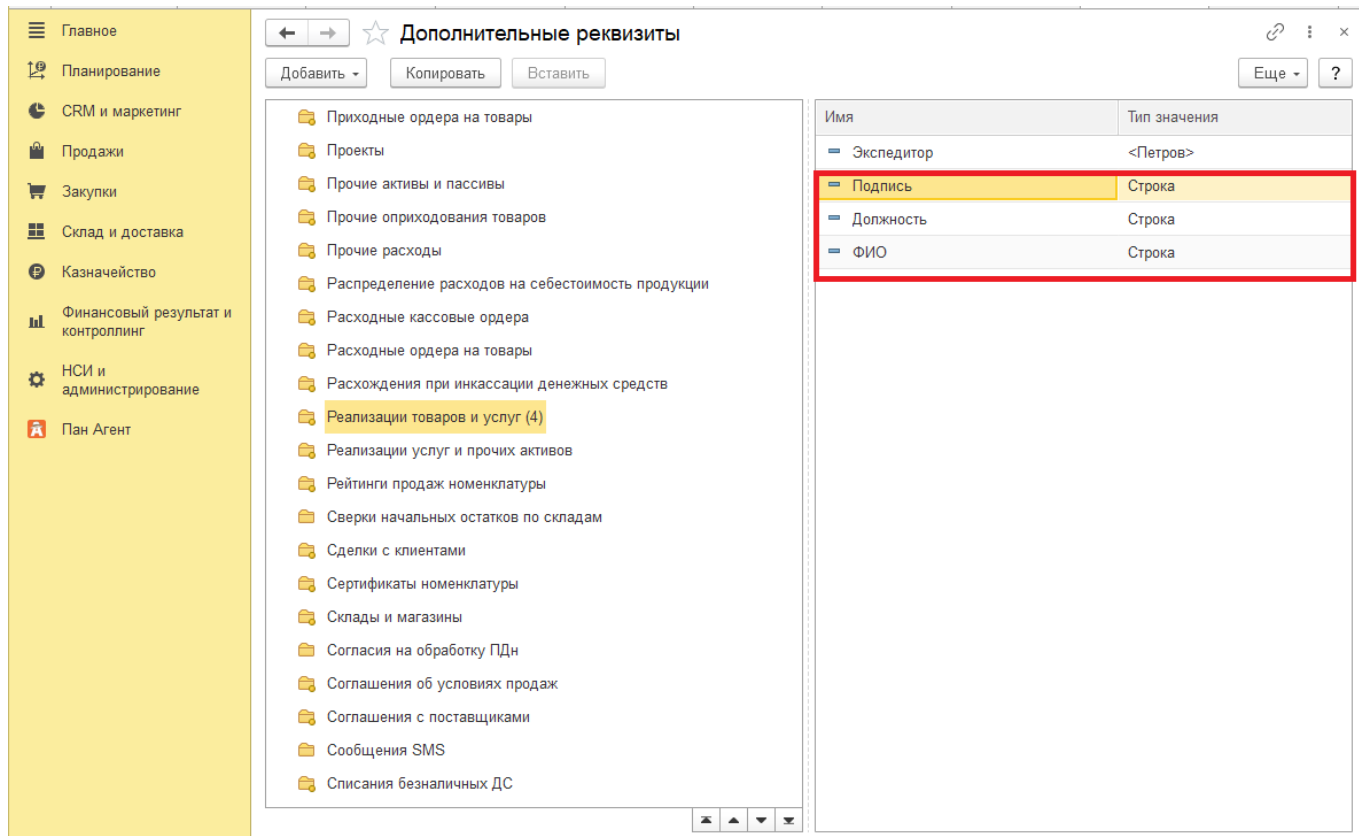 Главное
Планирование
CRM и маркетинг
Продажи
Закупки
Склад и доставка
Казначейство
Финансовый результат и
контроллинг
НСИ и
администрирование
Пан Агент
Дополнительные реквизиты
Добавить
Копировать
Вставить
Еще
?
Приходные ордера на товары
Проекты
Прочие активы и пассивы
Прочие оприходования товаров
Прочие расходы
Распределение расходов на себестоимость продукции
Расходные кассовые ордера
Расходные ордера на товары
Расхождения при инкассации денежных средств
Реализации товаров и услуг (4)
Реализации услуг и прочих активов
Рейтинги продаж номенклатуры
Сверки начальных остатков по складам
Сделки с клиентами
Сертификаты номенклатуры
Склады и магазины
Согласия на обработку ПДн
Соглашения об условиях продаж
Соглашения с поставщиками
Сообщения SMS
Списания безналичных ДС
Имя Тип значения
Экспедитор <Петров>
Подпись Строка
Должность Строка
ФИО Строка